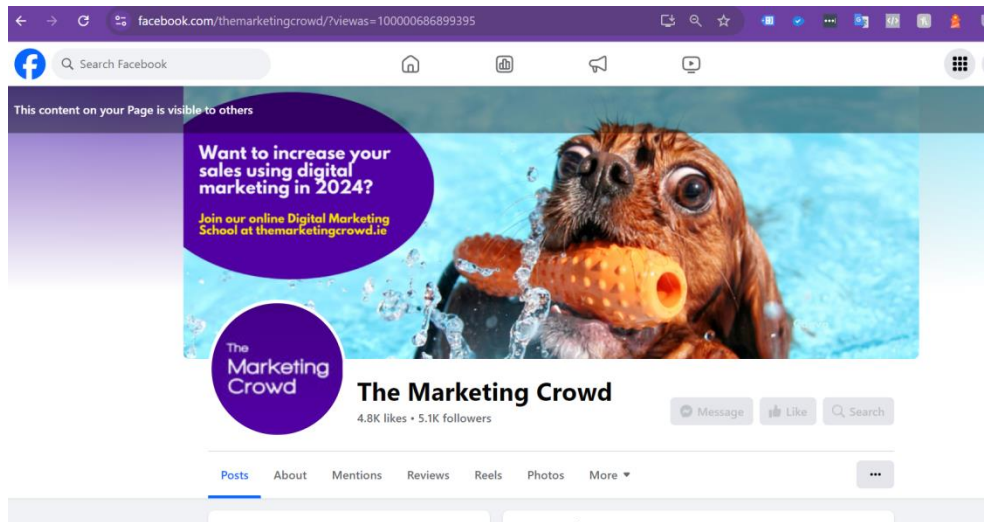 facebook.com/themarketingcrowd/?viewas=100000686899395
Search Facebook
This content on your Page is visible to others
Want to increase your
sales using digital
marketing in 2024?
Join our online Digital Marketing
School at themarketingcrowd.ie
The
Marketing
Crowd
The Marketing Crowd
4.8K likes • 5.1K followers
Message Like Search
Posts About Mentions Reviews Reels Photos More